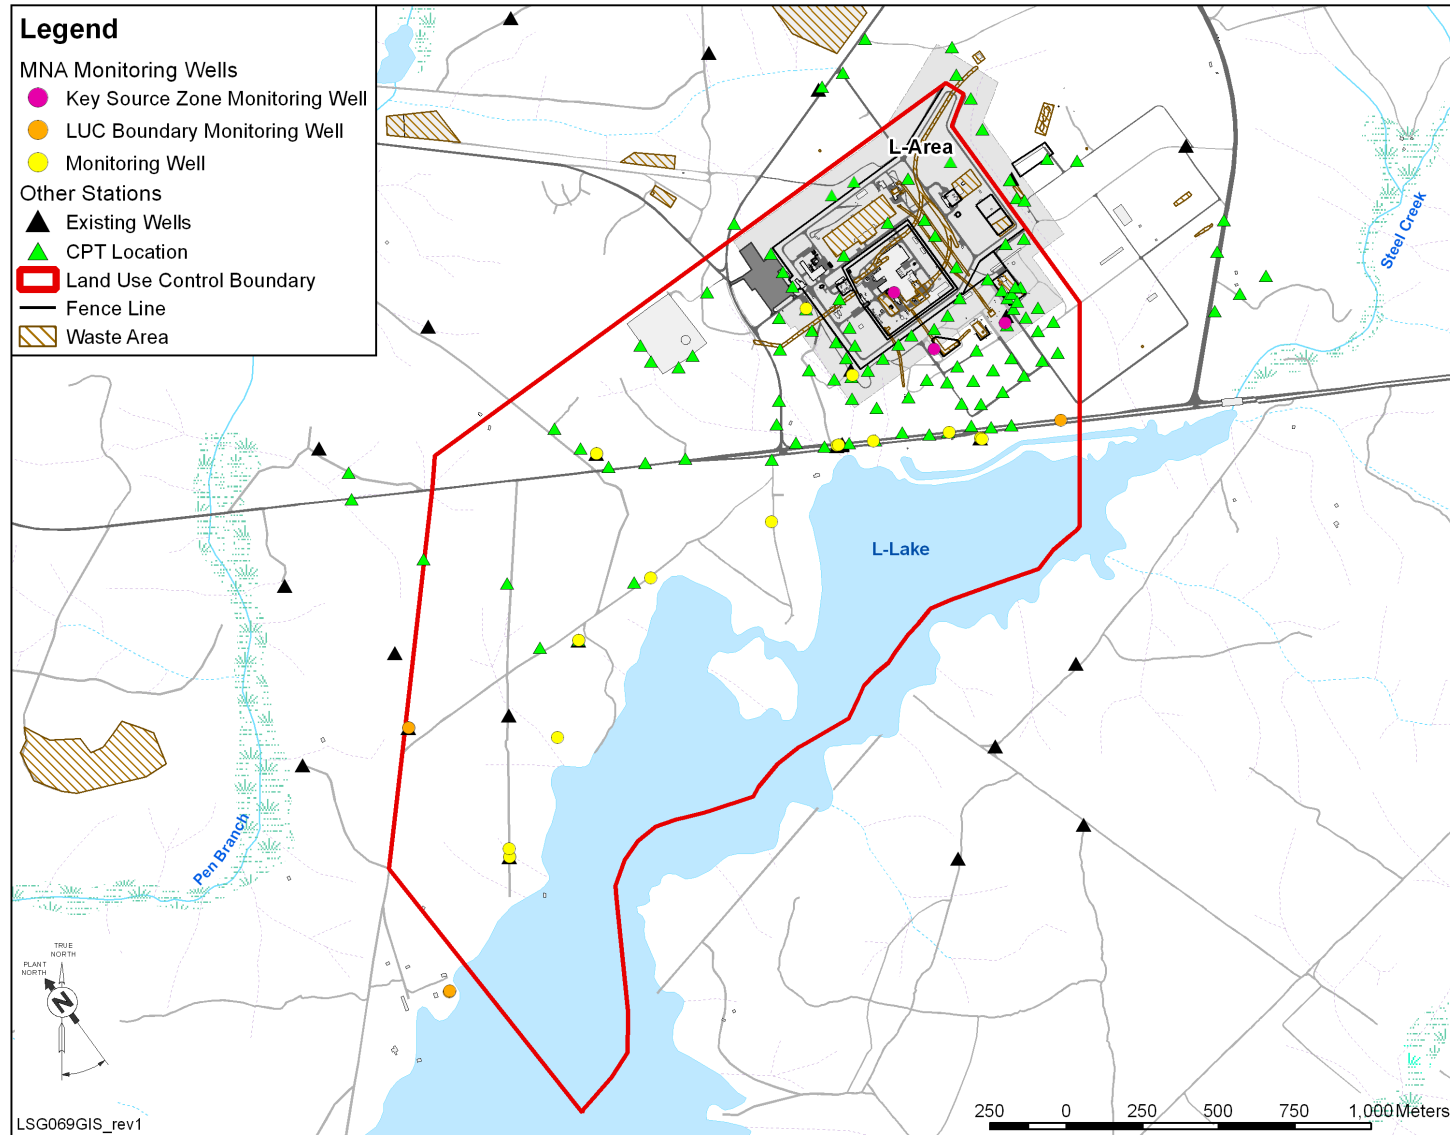 Legend
MNA Monitoring Wells
Key Source Zone Monitoring Well
LUC Boundary Monitoring Well
Monitoring Well
Other Stations
Existing Wells
CPT Location
Land Use Control Boundary
Fence Line
Waste Area
L-Area
Steel Creek
L-Lake
Pen Branch
TRUE
NORTH
PLANT
NORTH
N
LSG069GIS_rev1
250 0 250 500 750 1,000 Meters